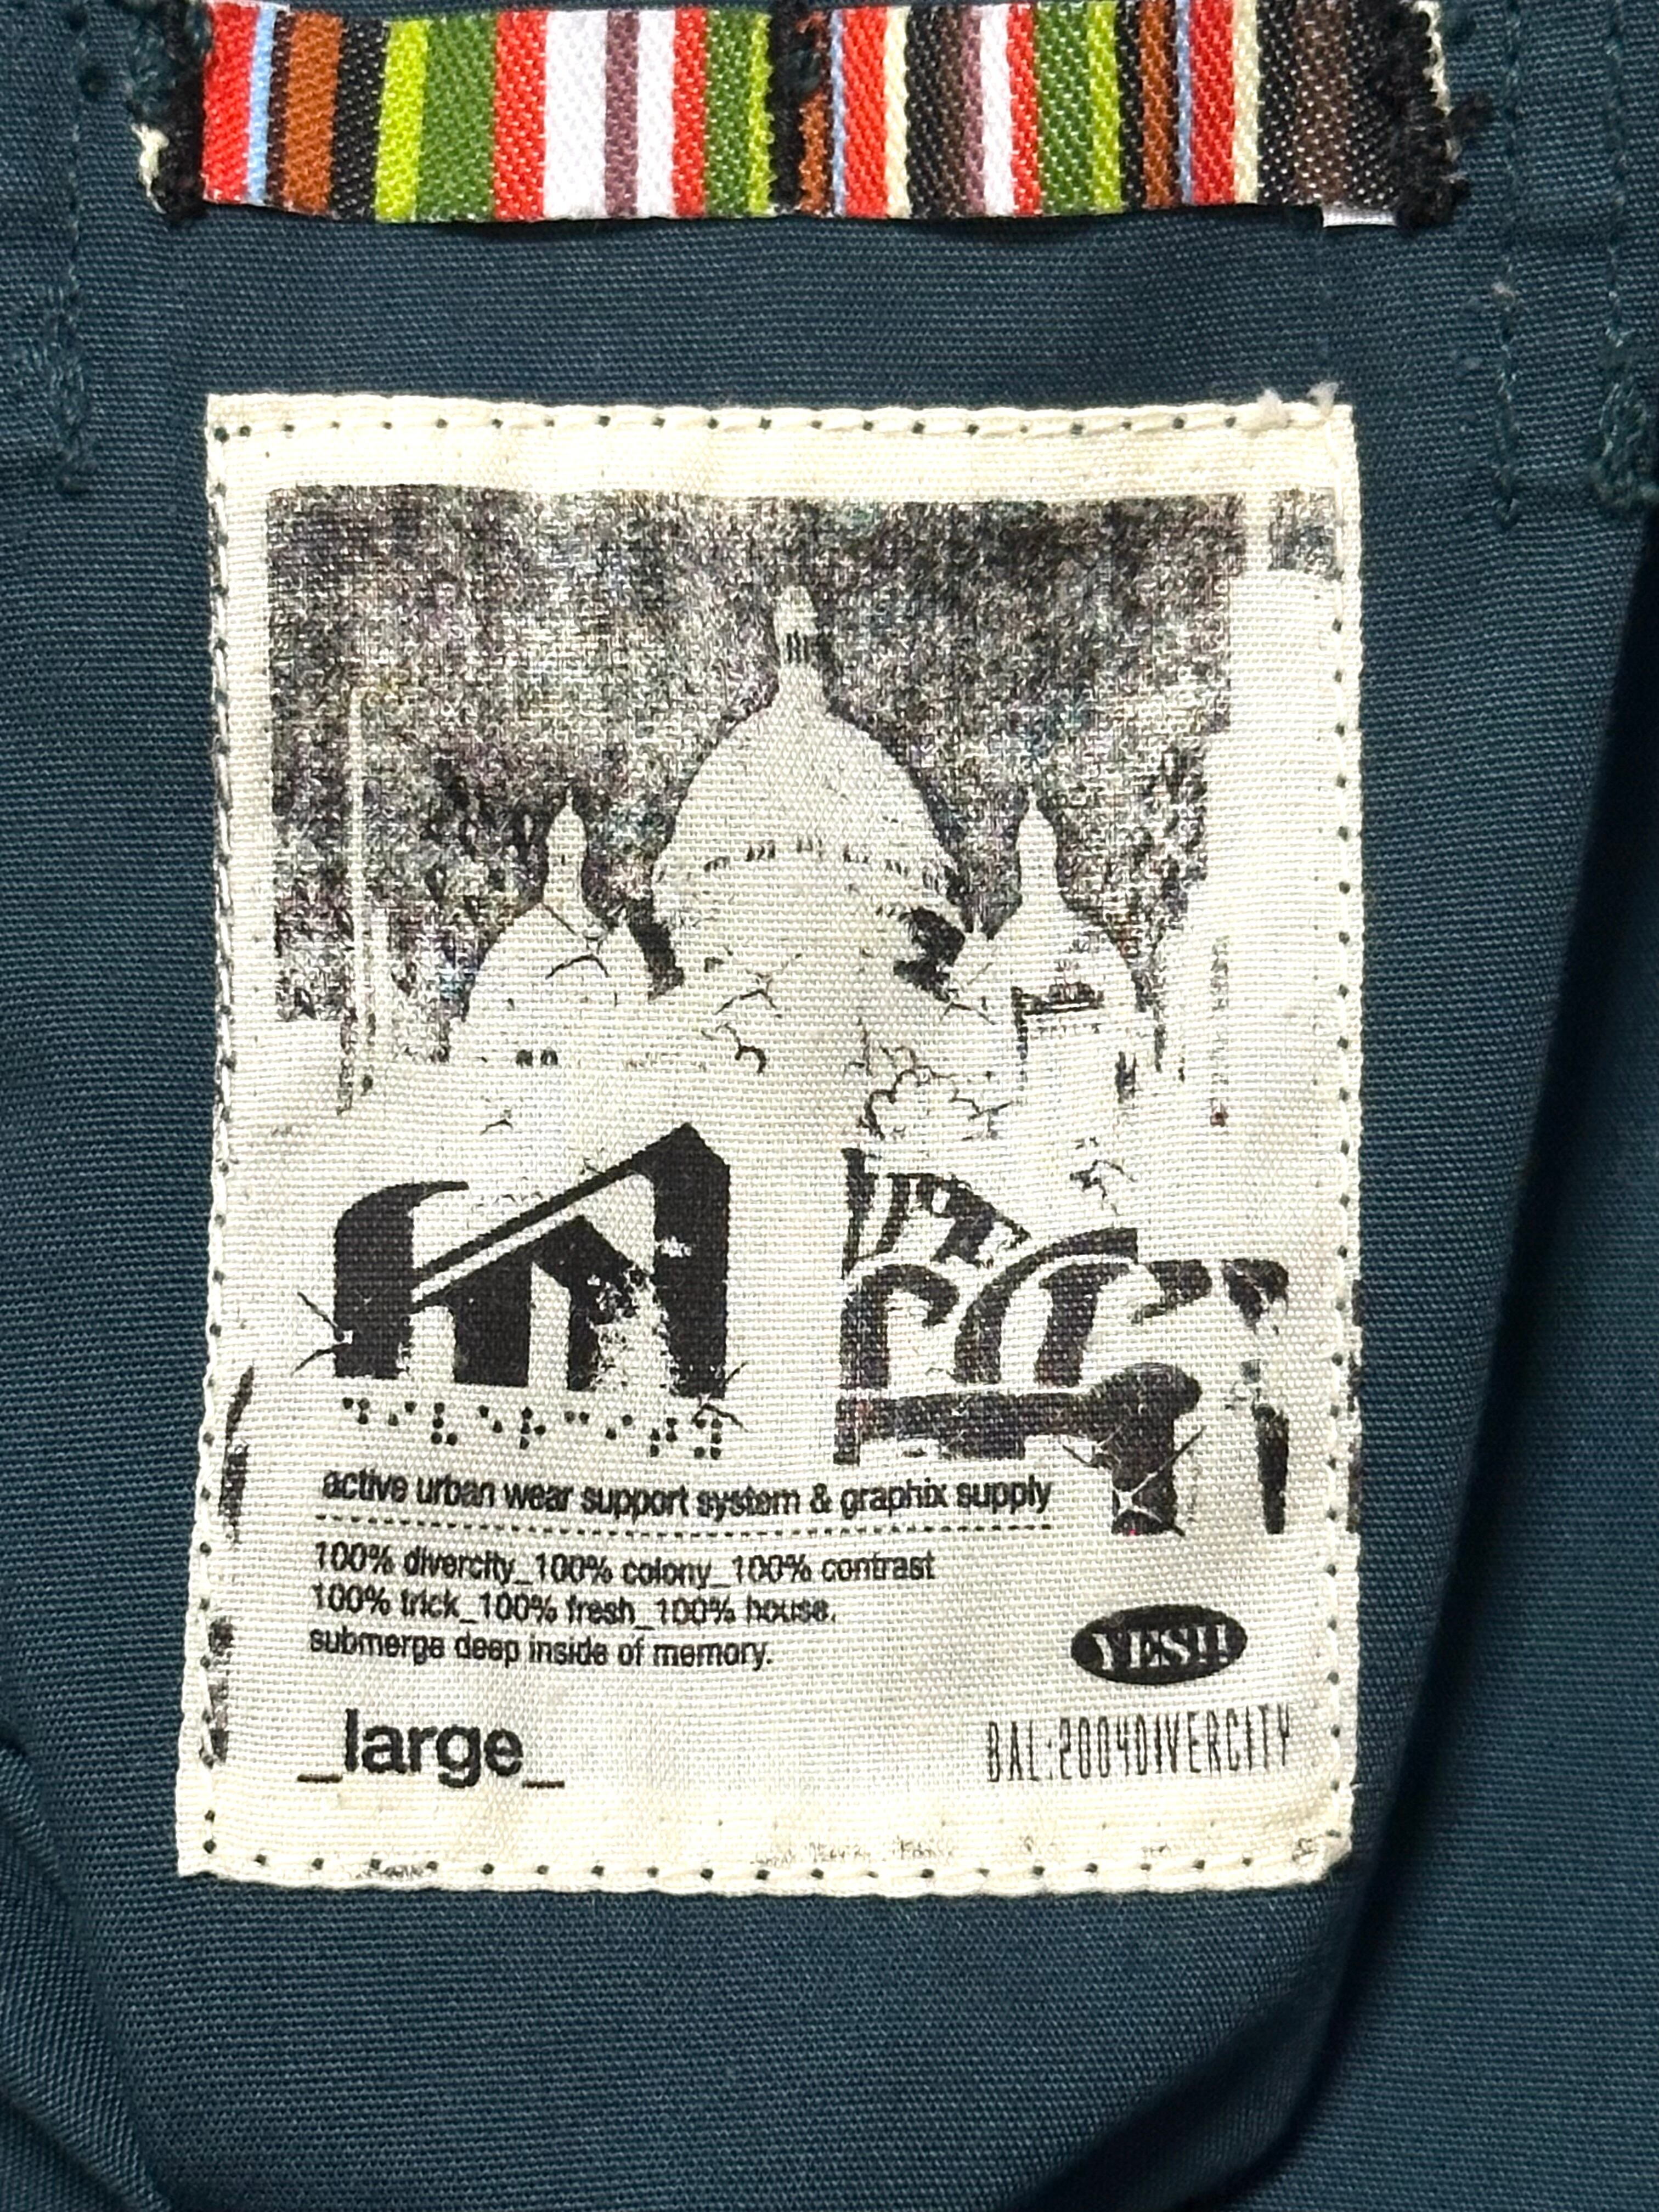 active urban wear support system & graphix supply
100% divercity_100% colony_100% contrast
100% trick_100% fresh_100% house.
submerge deep inside of memory.
YES!!
_large_
BAL:2004DIVERCITY